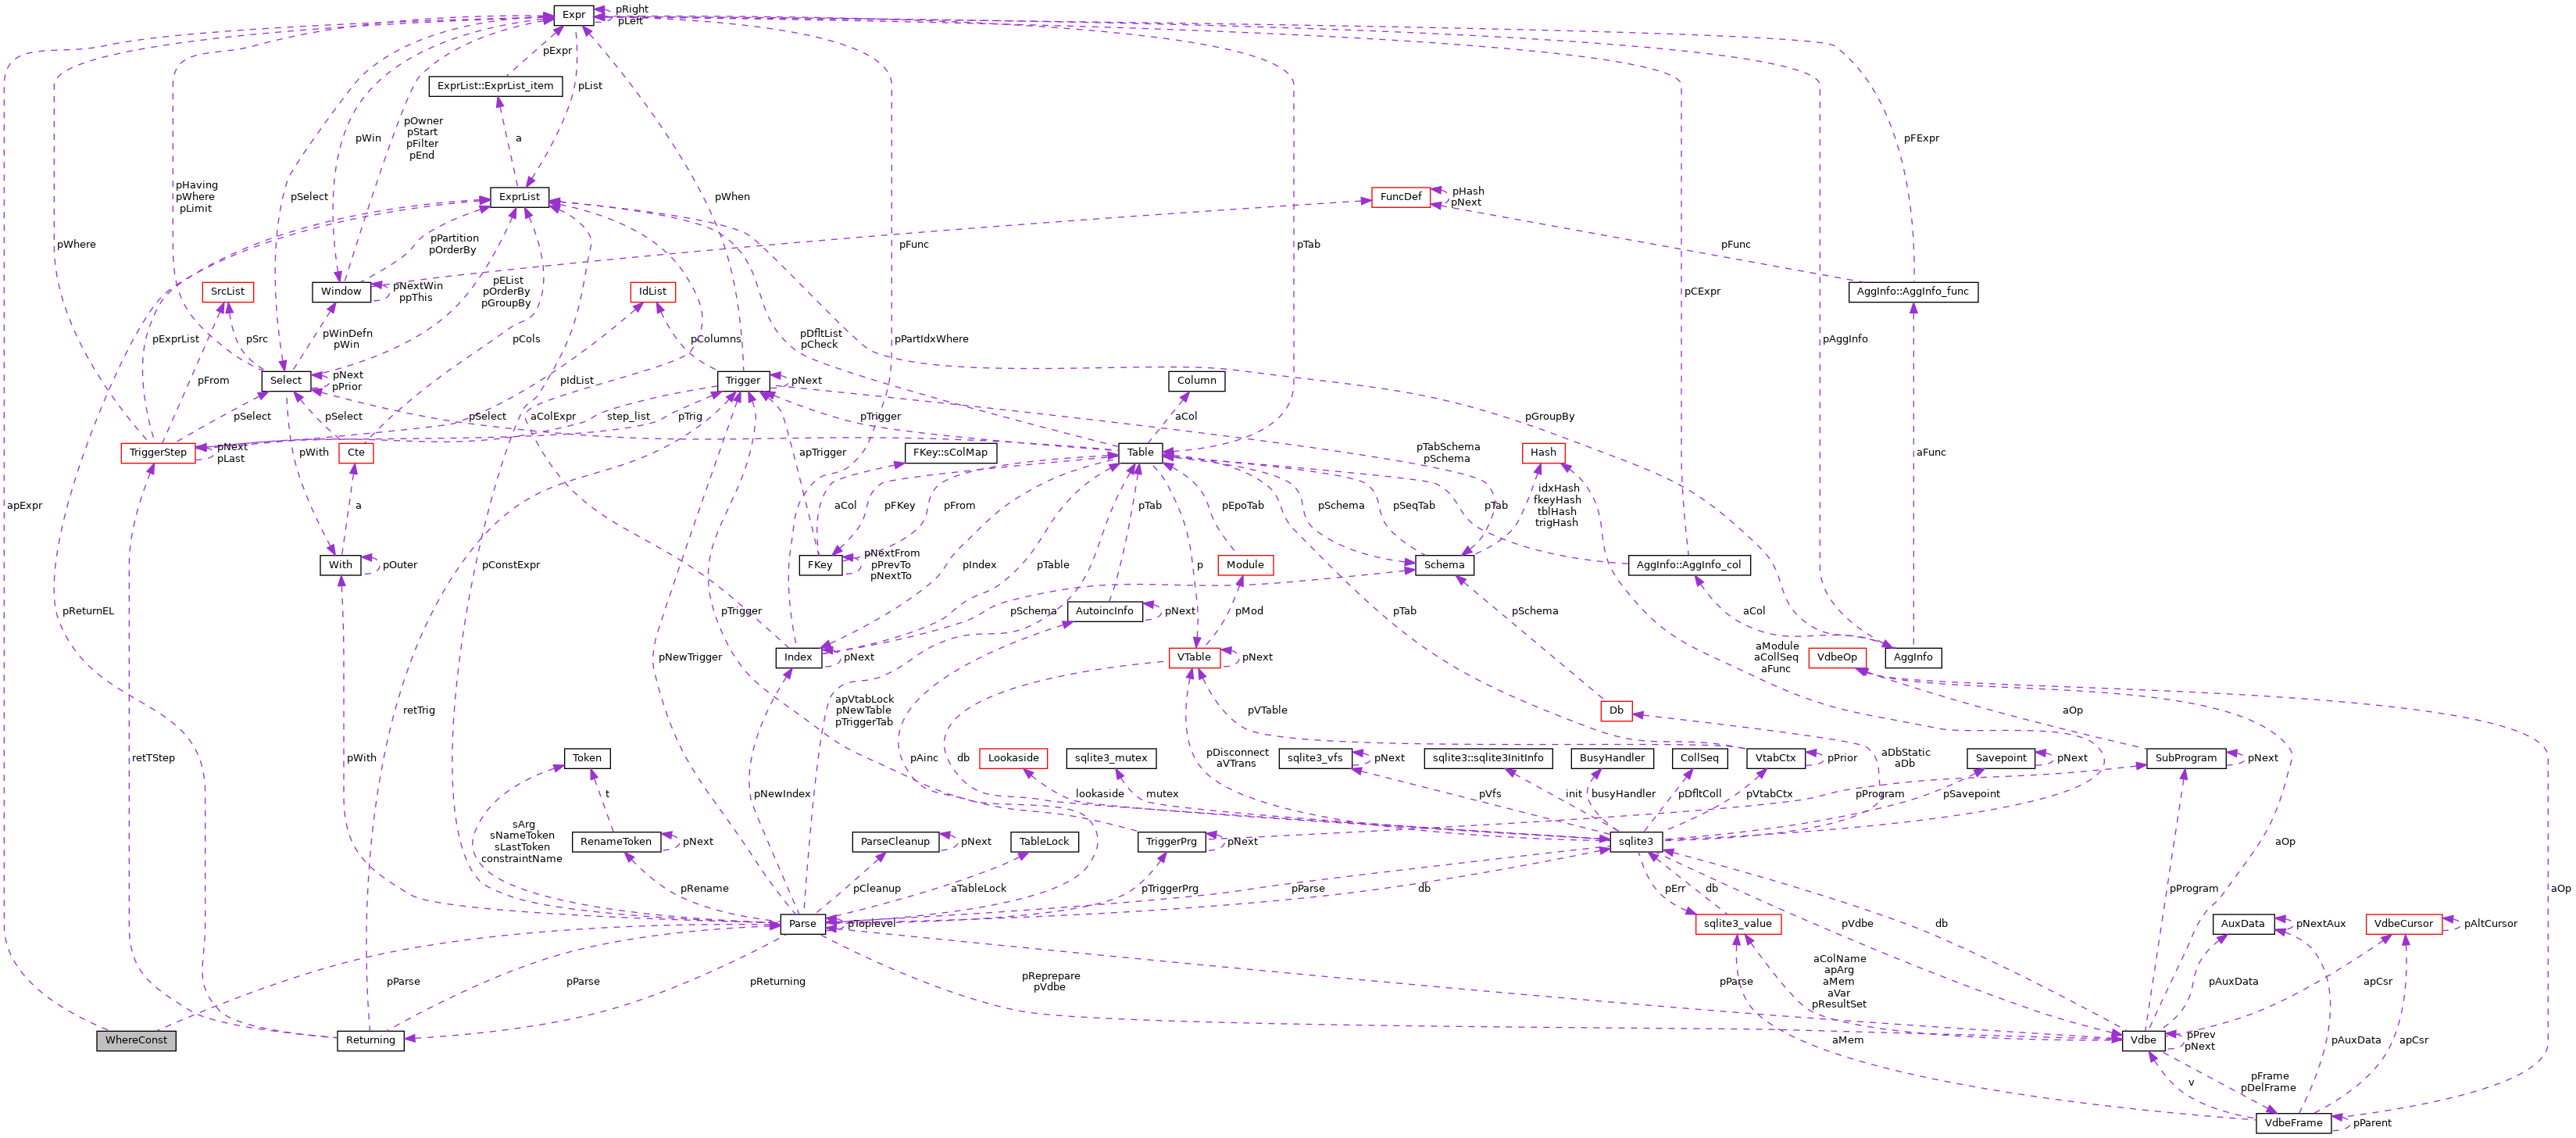 Expr
pRight
pLeft
pExpr
ExprList::ExprList_item
pList
pOwner
pStart
pFilter
pEnd
pWin
a
pFExpr
pHaving
pWhere
pLimit
pSelect
ExprList
pWhen
FuncDef
pHash
pNext
pWhere
pPartition
pOrderBy
pFunc
pTab
pFunc
SrcList
Window
pNextWin
ppThis
pEList
pOrderBy
pGroupBy
IdList
pCExpr
AggInfo::AggInfo_func
pExprList
pSrc
pWinDefn
pWin
pCols
pColumns
pDfltList
pCheck
pPartIdxWhere
pAggInfo
pFrom
Select
pNext
pPrior
pIdList
Trigger
pNext
Column
pSelect
pSelect
pSelect
aColExpr
step_list
pTrig
pTrigger
aCol
pGroupBy
TriggerStep
pNext
pLast
pWith
Cte
apTrigger
FKey::sColMap
Table
pTabSchema
pSchema
Hash
aFunc
apExpr
a
aCol
pFKey
pFrom
pTab
pEpoTab
pSchema
pSeqTab
pTab
idxHash
fkeyHash
tblHash
trigHash
With
pOuter
pConstExpr
FKey
pNextFrom
pPrevTo
pNextTo
pIndex
pTable
p
Module
Schema
AggInfo::AggInfo_col
pReturnEL
pTrigger
pSchema
AutoincInfo
pNext
pMod
pTab
pSchema
aCol
pNewTrigger
Index
pNext
VTable
pNext
aModule
aCollSeq
aFunc
VdbeOp
AggInfo
retTrig
apVtabLock
pNewTable
pTriggerTab
pVTable
Db
aOp
retTStep
pWith
Token
pAinc
db
Lookaside
sqlite3_mutex
pDisconnect
aVTrans
sqlite3_vfs
pNext
sqlite3::sqlite3InitInfo
BusyHandler
CollSeq
VtabCtx
pPrior
aDbStatic
aDb
Savepoint
pNext
SubProgram
pNext
t
pNewIndex
lookaside
mutex
pVfs
init
busyHandler
pDfltColl
pVtabCtx
pProgram
pSavepoint
sArg
sNameToken
sLastToken
constraintName
RenameToken
pNext
ParseCleanup
pNext
TableLock
TriggerPrg
pNext
sqlite3
aOp
pRename
pCleanup
aTableLock
pTriggerPrg
pParse
db
pErr
db
pProgram
aOp
Parse
pToplevel
sqlite3_value
pVdbe
db
AuxData
pNextAux
VdbeCursor
pAltCursor
pParse
pParse
pReturning
pReprepare
pVdbe
pParse
aColName
apArg
aMem
aVar
pResultSet
pAuxData
apCsr
WhereConst
Returning
aMem
Vdbe
pPrev
pNext
pAuxData
apCsr
v
pFrame
pDelFrame
VdbeFrame
pParent